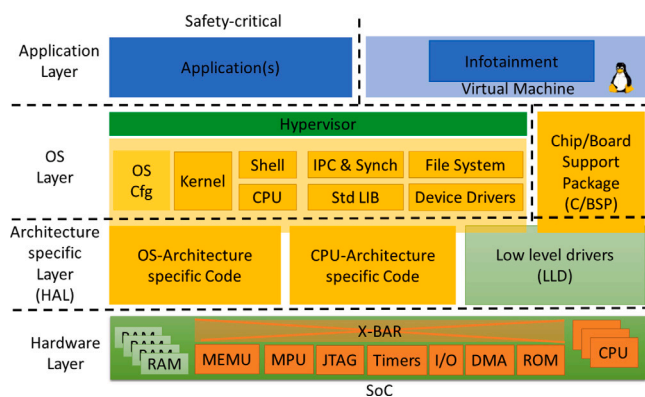 Safety-critical
Application
Layer
Application(s)
Infotainment
Virtual Machine
Hypervisor
OS
Layer
OS
Cfg
Kernel
Shell
IPC & Synch
File System
CPU
Std LIB
Device Drivers
Chip/Board
Support
Package
(C/BSP)
Architecture
specific
Layer
(HAL)
OS-Architecture
specific Code
CPU-Architecture
specific Code
Low level drivers
(LLD)
Hardware
Layer
RAM
RAM
RAM
RAM
X-BAR
MEMU
MPU
JTAG
Timers
I/O
DMA
ROM
CPU
SoC